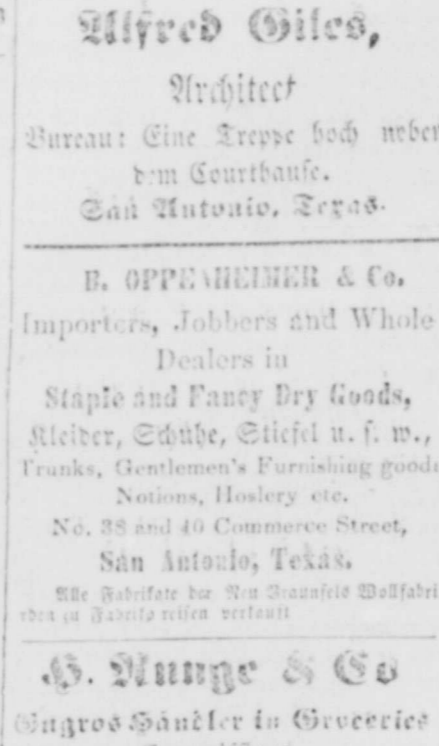 Alfred Giles,
Architect
Bureau: Eine Treppe hoch neben
dem Courthause.
San Antonio, Texas.
B. OPPENHEIMER & Co.
Importers, Jobbers and Whole
Dealers in
Staple and Fancy Dry Goods,
Kleider, Schuhe, Stiefel u. s. w.,
Trunks, Gentlemen's Furnishing goods
Notions, Hoslery etc.
No. 38 and 40 Commerce Street,
San Antonio, Texas.
Alle Fabrikate der Neu Braunfels Wollfabri
rden zu Fabrikpreisen verkauft
H. Runge & Co
Engros Händler in Groceries